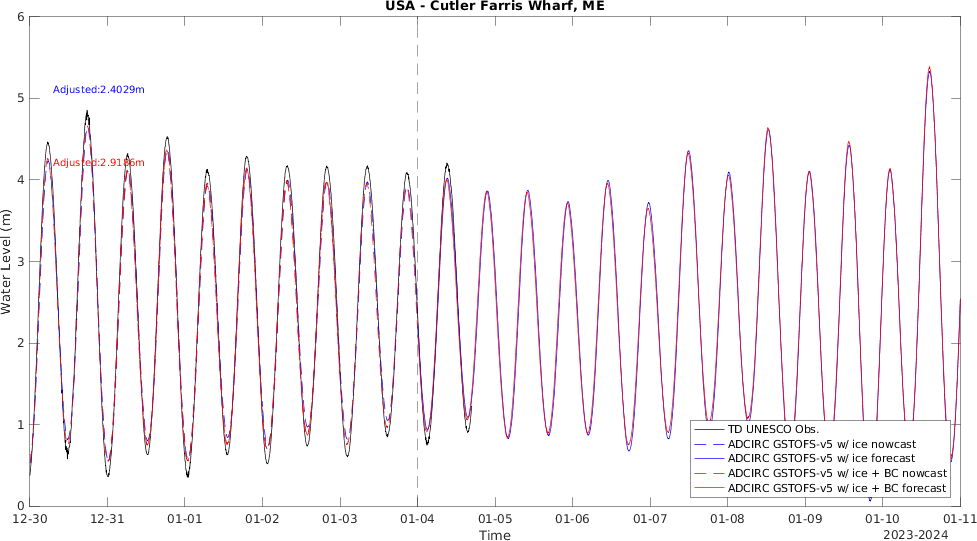 USA - Cutler Farris Wharf, ME
6
5
4
3
2
1
0
Water Level (m)
Adjusted:2.4029m
Adjusted:2.9186m
TD UNESCO Obs.
ADCIRC GSTOFS-v5 w/ ice nowcast
ADCIRC GSTOFS-v5 w/ ice forecast
ADCIRC GSTOFS-v5 w/ ice + BC nowcast
ADCIRC GSTOFS-v5 w/ ice + BC forecast
12-30 12-31 01-01 01-02 01-03 01-04 01-05 01-06 01-07 01-08 01-09 01-10 01-11
Time
2023-2024